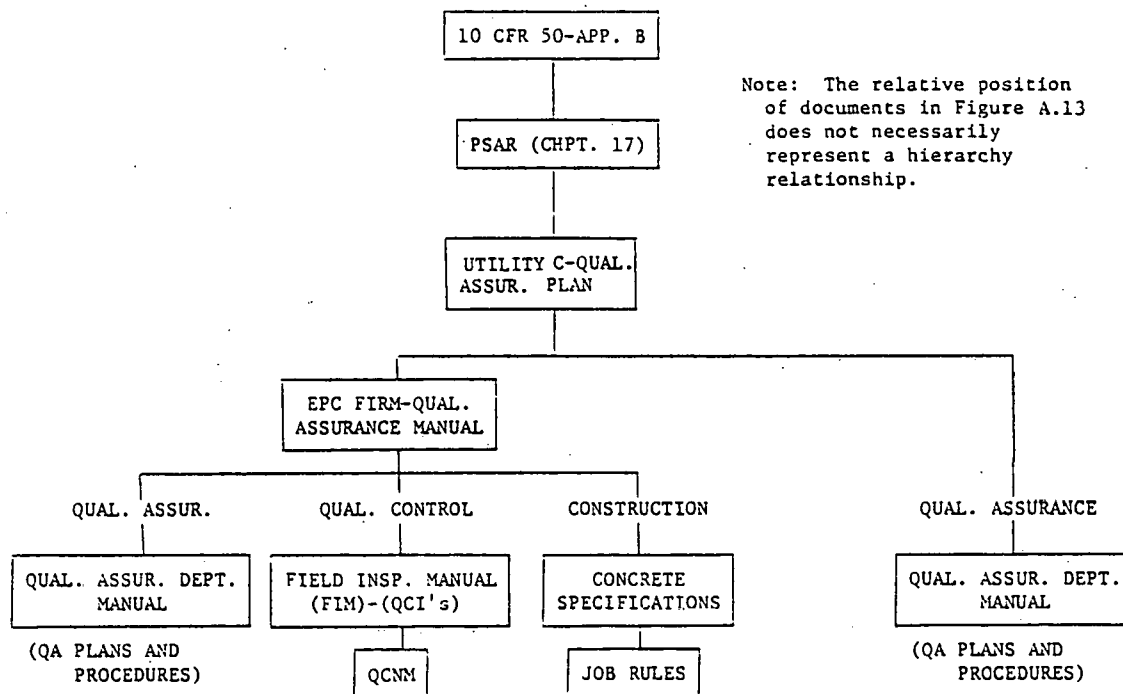 10 CFR 50-APP. B
Note: The relative position
of documents in Figure A.13
does not necessarily
represent a hierarchy
relationship.
PSAR (CHPT. 17)
UTILITY C-QUAL.
ASSUR. PLAN
EPC FIRM-QUAL.
ASSURANCE MANUAL
QUAL. ASSUR.
QUAL. CONTROL
CONSTRUCTION
QUAL. ASSURANCE
QUAL. ASSUR. DEPT.
MANUAL
FIELD INSP. MANUAL
(FIM)-(QCI's)
CONCRETE
SPECIFICATIONS
QUAL. ASSUR. DEPT.
MANUAL
(QA PLANS AND
PROCEDURES)
QCNM
JOB RULES
(QA PLANS AND
PROCEDURES)